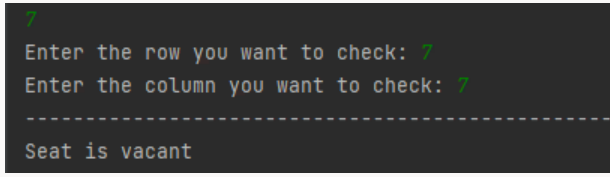 7
Enter the row you want to check: 7
Enter the column you want to check: 7
--------------------------------------------------
Seat is vacant